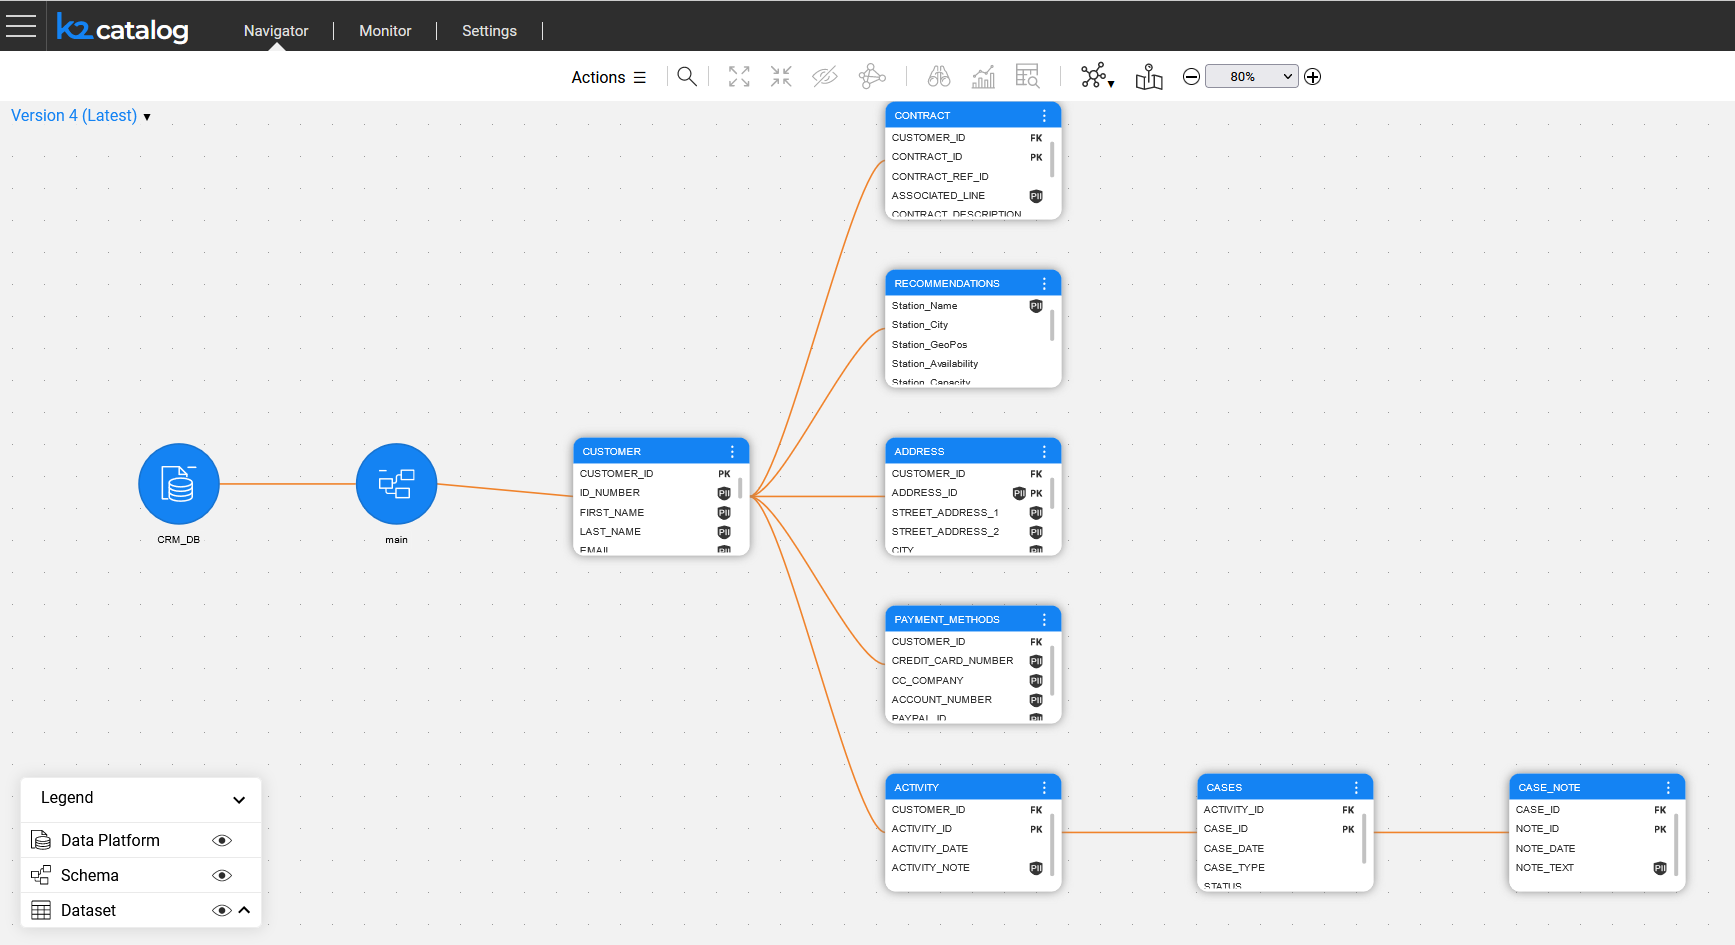 k2catalog
Navigator
Monitor
Settings
Actions
80%
Version 4 (Latest)
CONTRACT
CUSTOMER_ID FK
CONTRACT_ID PK
CONTRACT_REF_ID
ASSOCIATED_LINE PII
CONTRACT_DESCRIPTION
RECOMMENDATIONS
Station_Name PII
Station_City
Station_GeoPos
Station_Availability
Station_Capacity
CRM_DB
main
CUSTOMER
CUSTOMER_ID PK
ID_NUMBER PII
FIRST_NAME PII
LAST_NAME PII
EMAIL PII
ADDRESS
CUSTOMER_ID FK
ADDRESS_ID PII PK
STREET_ADDRESS_1 PII
STREET_ADDRESS_2 PII
CITY PII
PAYMENT_METHODS
CUSTOMER_ID FK
CREDIT_CARD_NUMBER PII
CC_COMPANY PII
ACCOUNT_NUMBER PII
PAYPAL_ID PII
ACTIVITY
CUSTOMER_ID FK
ACTIVITY_ID PK
ACTIVITY_DATE
ACTIVITY_NOTE PII
CASES
ACTIVITY_ID FK
CASE_ID PK
CASE_DATE
CASE_TYPE
STATUS
CASE_NOTE
CASE_ID FK
NOTE_ID PK
NOTE_DATE
NOTE_TEXT PII
Legend
Data Platform
Schema
Dataset